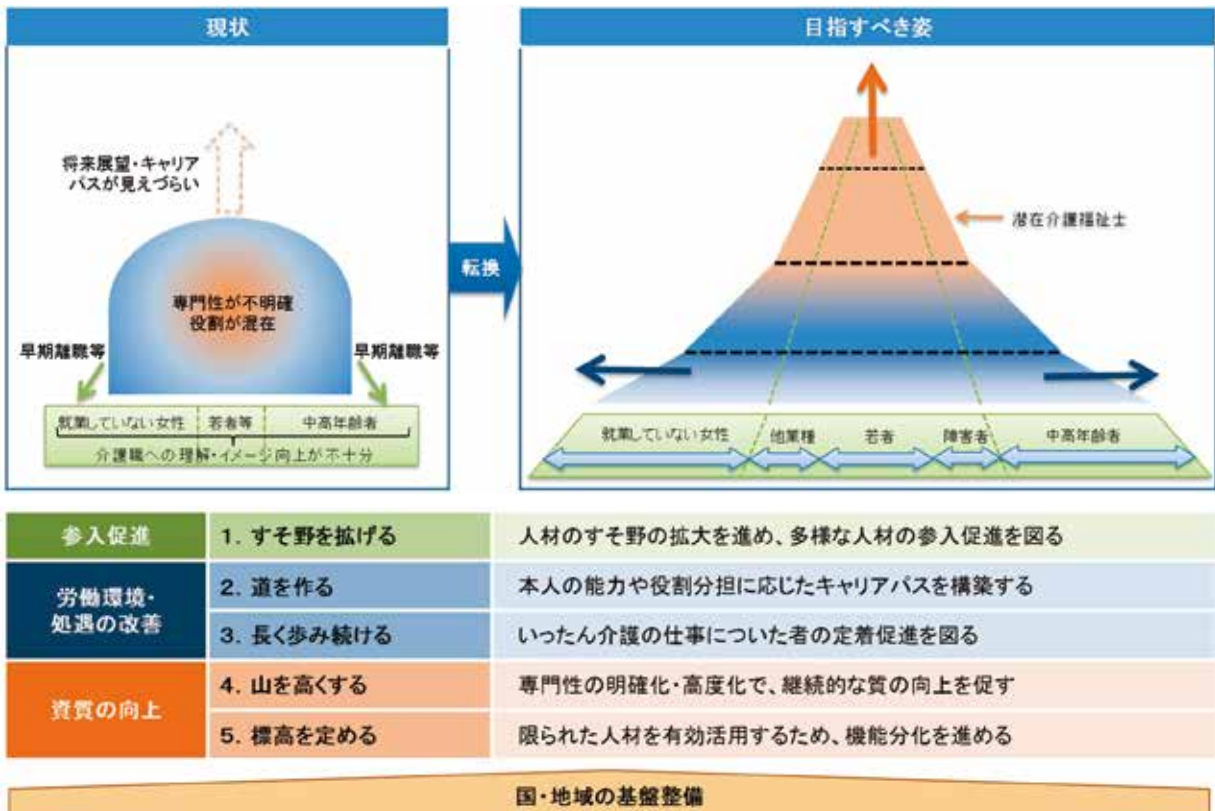 現状
将来展望・キャリア
パスが見えづらい
専門性が不明確
役割が混在
早期離職等
早期離職等
就業していない女性
若者等
中高年齢者
介護職への理解・イメージ向上が不十分
転換
目指すべき姿
潜在介護福祉士
就業していない女性
他業種
若者
障害者
中高年齢者
参入促進
1. すそ野を拡げる
人材のすそ野の拡大を進め、多様な人材の参入促進を図る
労働環境・
処遇の改善
2. 道を作る
本人の能力や役割分担に応じたキャリアパスを構築する
3. 長く歩み続ける
いったん介護の仕事についた者の定着促進を図る
資質の向上
4. 山を高くする
専門性の明確化・高度化で、継続的な質の向上を促す
5. 標高を定める
限られた人材を有効活用するため、機能分化を進める
国・地域の基盤整備